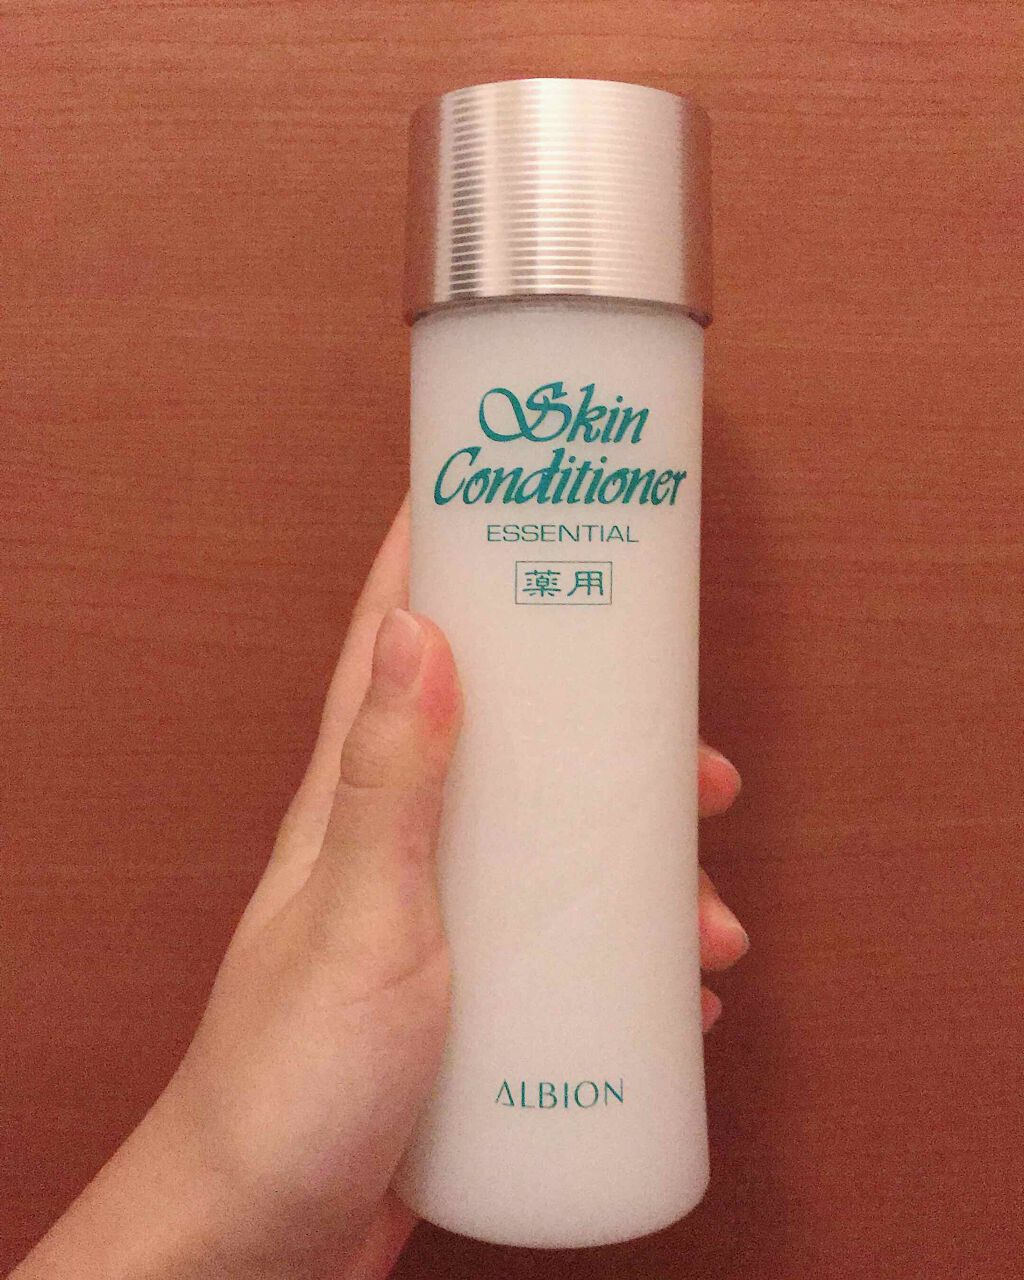 Skin
Conditioner
ESSENTIAL
薬用
ALBION